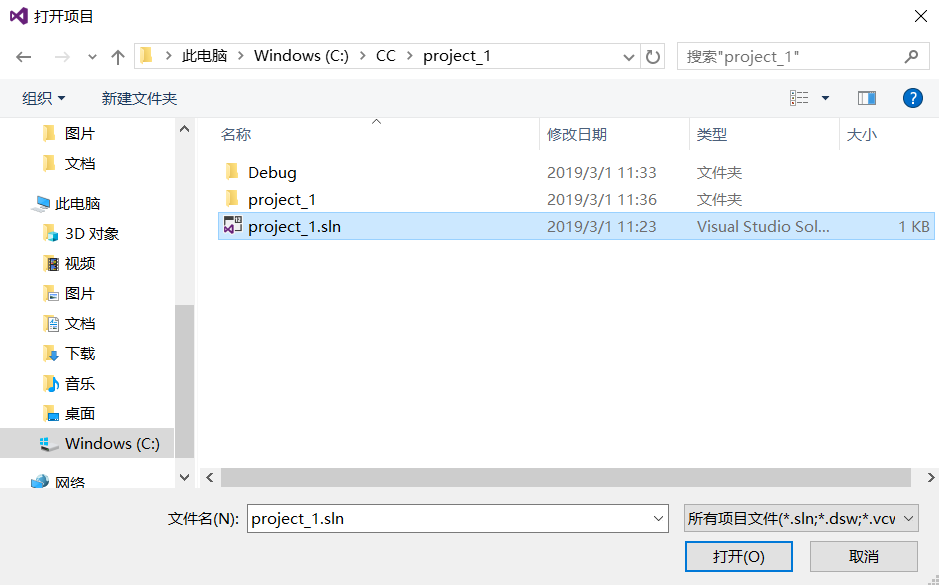 打开项目
此电脑 Windows (C:) CC project_1
搜索"project_1"
组织 新建文件夹
?
名称 修改日期 类型 大小
图片
文档
此电脑
3D 对象
视频
图片
文档
下载
音乐
桌面
Windows (C:)
网络
Debug 2019/3/1 11:33 文件夹
project_1 2019/3/1 11:36 文件夹
project_1.sln 2019/3/1 11:23 Visual Studio Sol... 1 KB
文件名(N): project_1.sln 所有项目文件(*.sln;*.dsw;*.vcw
打开(O) 取消